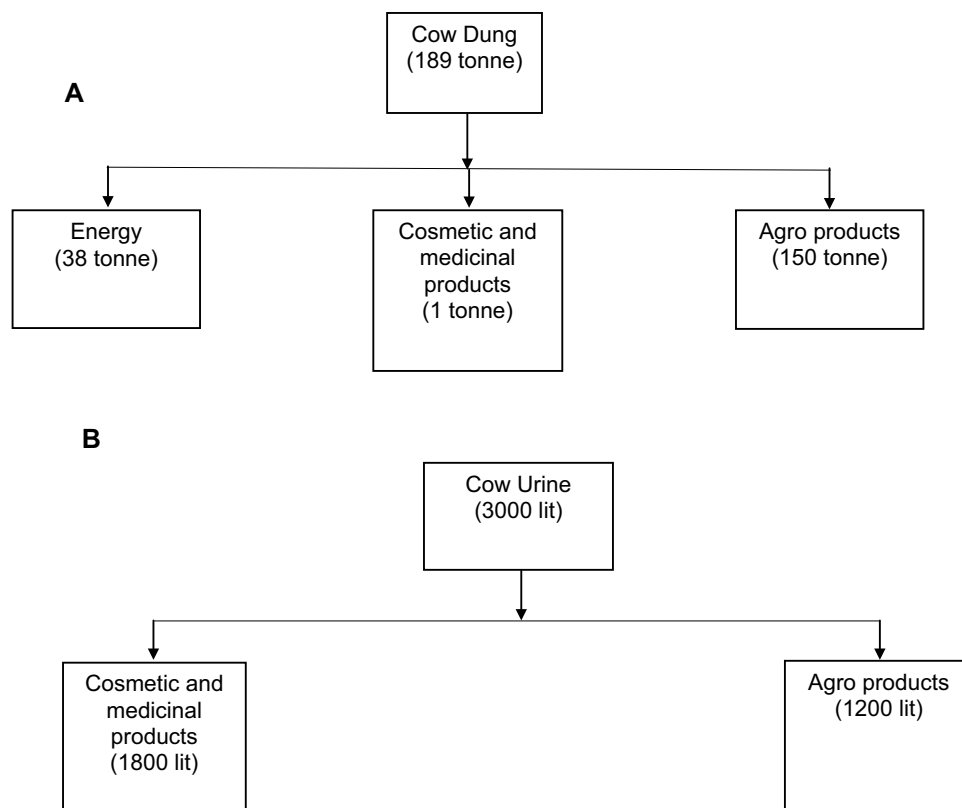 Cow Dung
(189 tonne)
A
Energy
(38 tonne)
Cosmetic and
medicinal
products
(1 tonne)
Agro products
(150 tonne)
B
Cow Urine
(3000 lit)
Cosmetic and
medicinal
products
(1800 lit)
Agro products
(1200 lit)